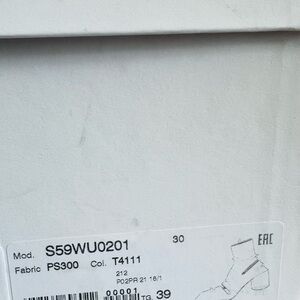 Mod. S59WU0201 30 EAC
Fabric PS300 Col. T4111
212
P02PR 21 16/1
00001 TG. 39